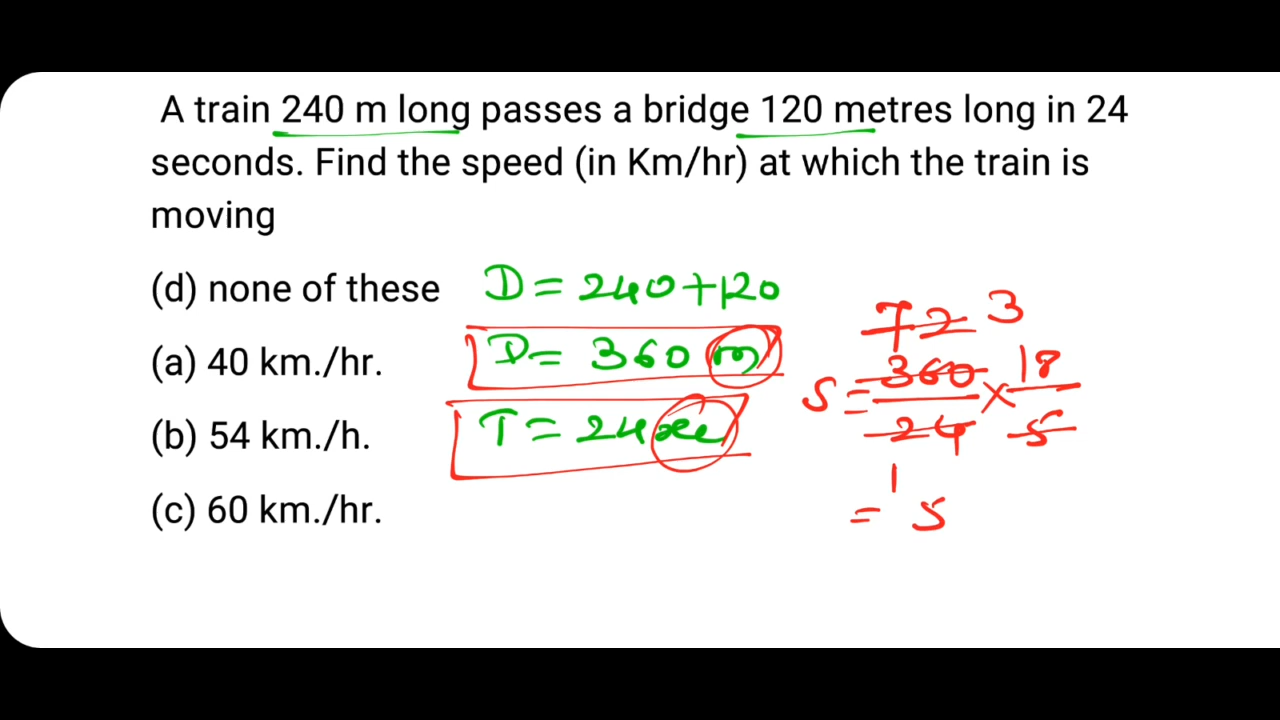 A train 240 m long passes a bridge 120 metres long in 24
seconds. Find the speed (in Km/hr) at which the train is
moving
(d) none of these
D = 240+120
(a) 40 km./hr.
D = 360 m
(b) 54 km./h.
T = 24 sec
(c) 60 km./hr.
72 3
S = 360/24 × 18/5
1
= 5